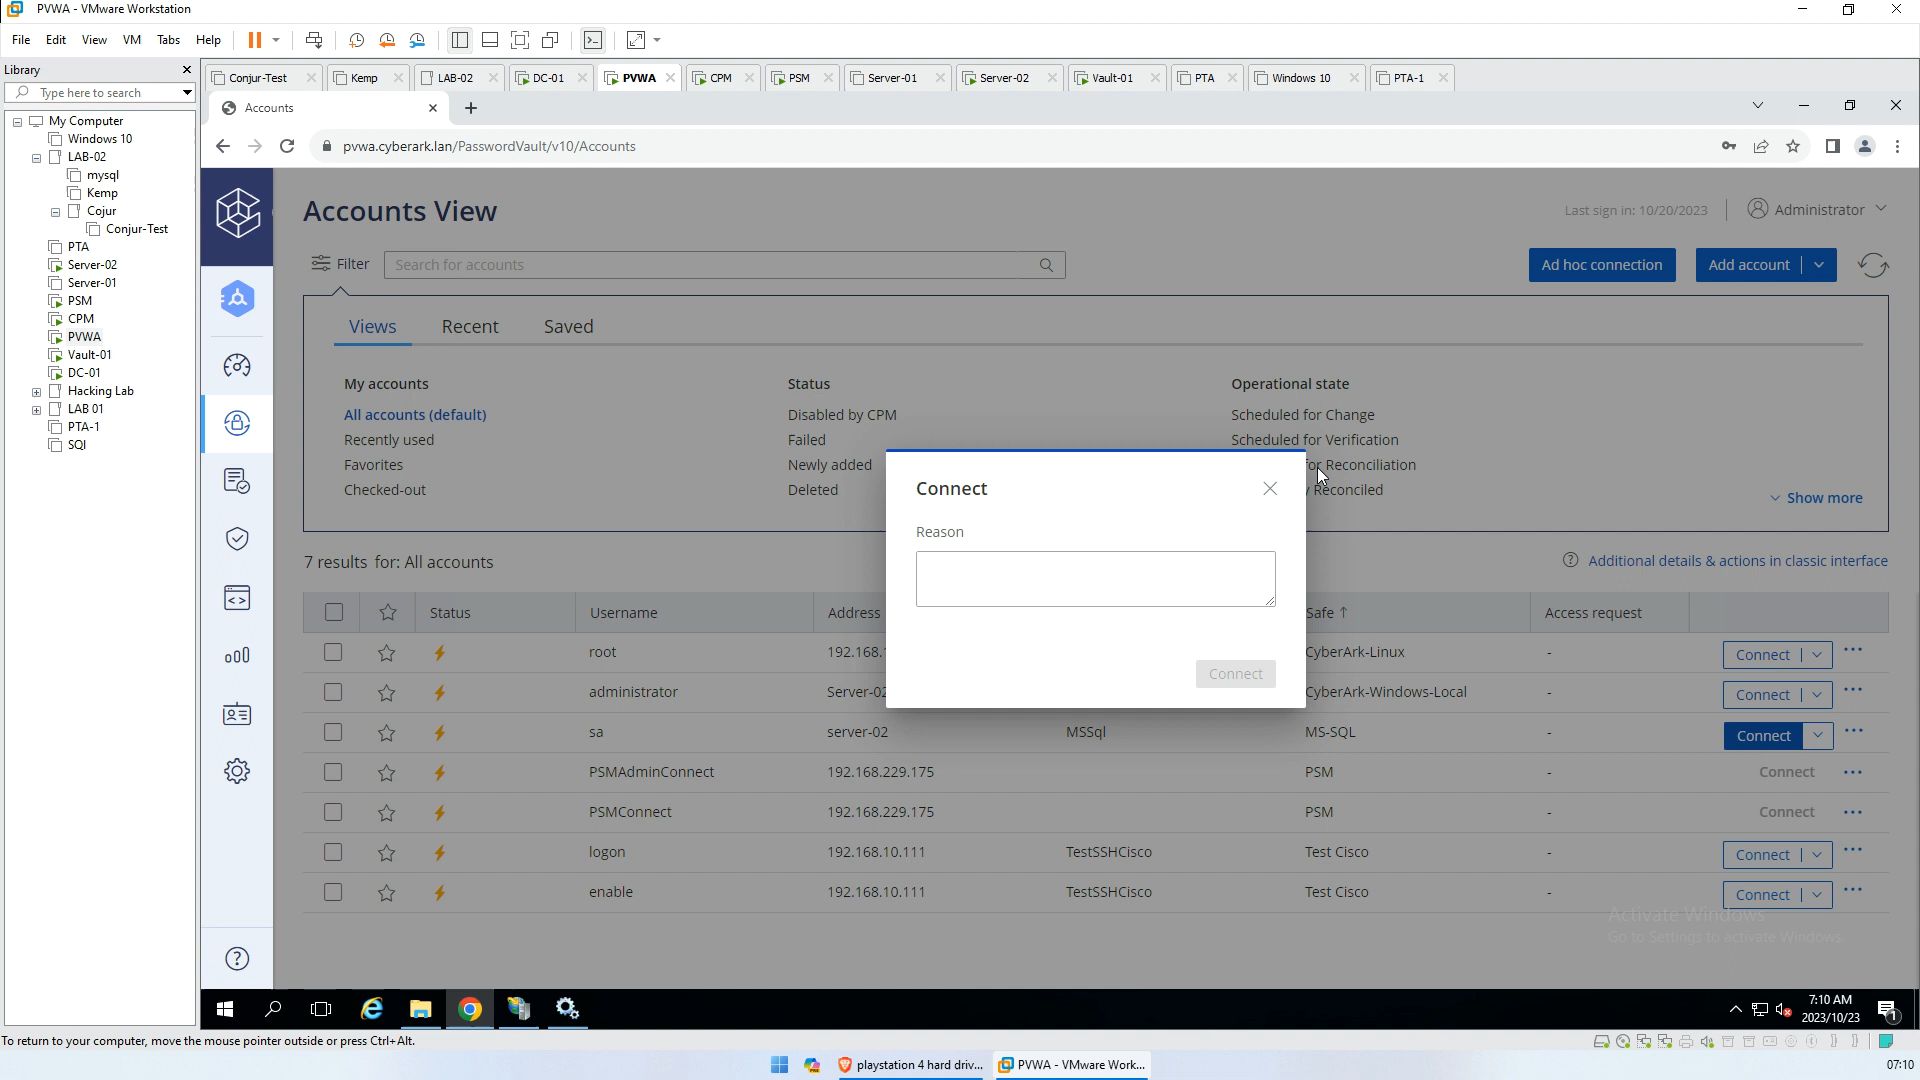 PVWA - VMware Workstation
File Edit View VM Tabs Help
Library
Type here to search
Conjur-Test Kemp LAB-02 DC-01 PVWA CPM PSM Server-01 Server-02 Vault-01 PTA Windows 10 PTA-1
My Computer
Windows 10
LAB-02
mysql
Kemp
Cojur
Conjur-Test
PTA
Server-02
Server-01
PSM
CPM
PVWA
Vault-01
DC-01
Hacking Lab
LAB 01
PTA-1
SQl
Accounts
pvwa.cyberark.lan/PasswordVault/v10/Accounts
Accounts View
Last sign in: 10/20/2023
Administrator
Filter
Search for accounts
Ad hoc connection
Add account
Views Recent Saved
My accounts Status Operational state
All accounts (default) Disabled by CPM Scheduled for Change
Recently used Failed Scheduled for Verification
Favorites Newly added for Reconciliation
Checked-out Deleted Reconciled
Show more
Connect
Reason
Connect
7 results for: All accounts
Additional details & actions in classic interface
Status Username Address Safe ↑ Access request
root 192.168. CyberArk-Linux - Connect
administrator Server-02 CyberArk-Windows-Local - Connect
sa server-02 MSSql MS-SQL - Connect
PSMAdminConnect 192.168.229.175 PSM - Connect
PSMConnect 192.168.229.175 PSM - Connect
logon 192.168.10.111 TestSSHCisco Test Cisco - Connect
enable 192.168.10.111 TestSSHCisco Test Cisco - Connect
Activate Windows
Go to Settings to activate Windows.
7:10 AM
2023/10/23
1
To return to your computer, move the mouse pointer outside or press Ctrl+Alt.
playstation 4 hard driv...
PVWA - VMware Work...
07:10